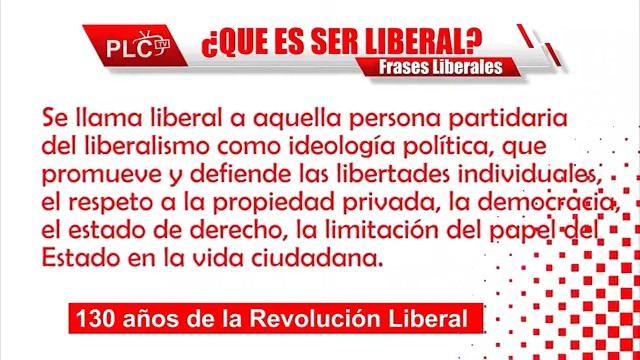 PLC TV
¿QUE ES SER LIBERAL?
Frases Liberales
Se llama liberal a aquella persona partidaria
del liberalismo como ideología política, que
promueve y defiende las libertades individuales,
el respeto a la propiedad privada, la democracia,
el estado de derecho, la limitación del papel del
Estado en la vida ciudadana.
130 años de la Revolución Liberal